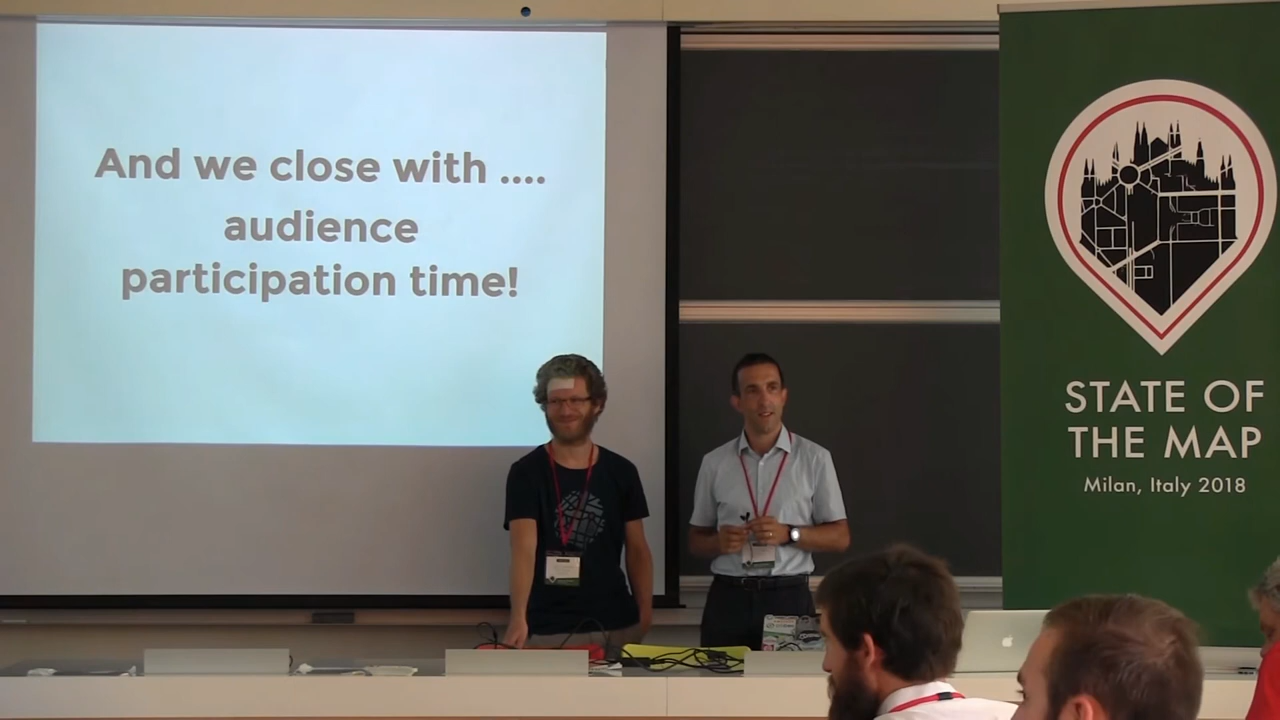 And we close with ....
audience
participation time!
STATE OF
THE MAP
Milan, Italy 2018